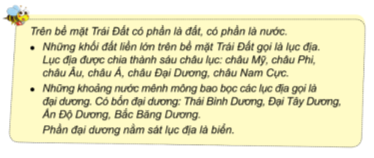 Trên bề mặt Trái Đất có phần là đất, có phần là nước.
• Những khối đất liền lớn trên bề mặt Trái Đất gọi là lục địa.
Lục địa được chia thành sáu châu lục: châu Mỹ, châu Phi,
châu Âu, châu Á, châu Đại Dương, châu Nam Cực.
• Những khoảng nước mênh mông bao bọc các lục địa gọi là
đại dương. Có bốn đại dương: Thái Bình Dương, Đại Tây Dương,
Ấn Độ Dương, Bắc Băng Dương.
Phần đại dương nằm sát lục địa là biển.